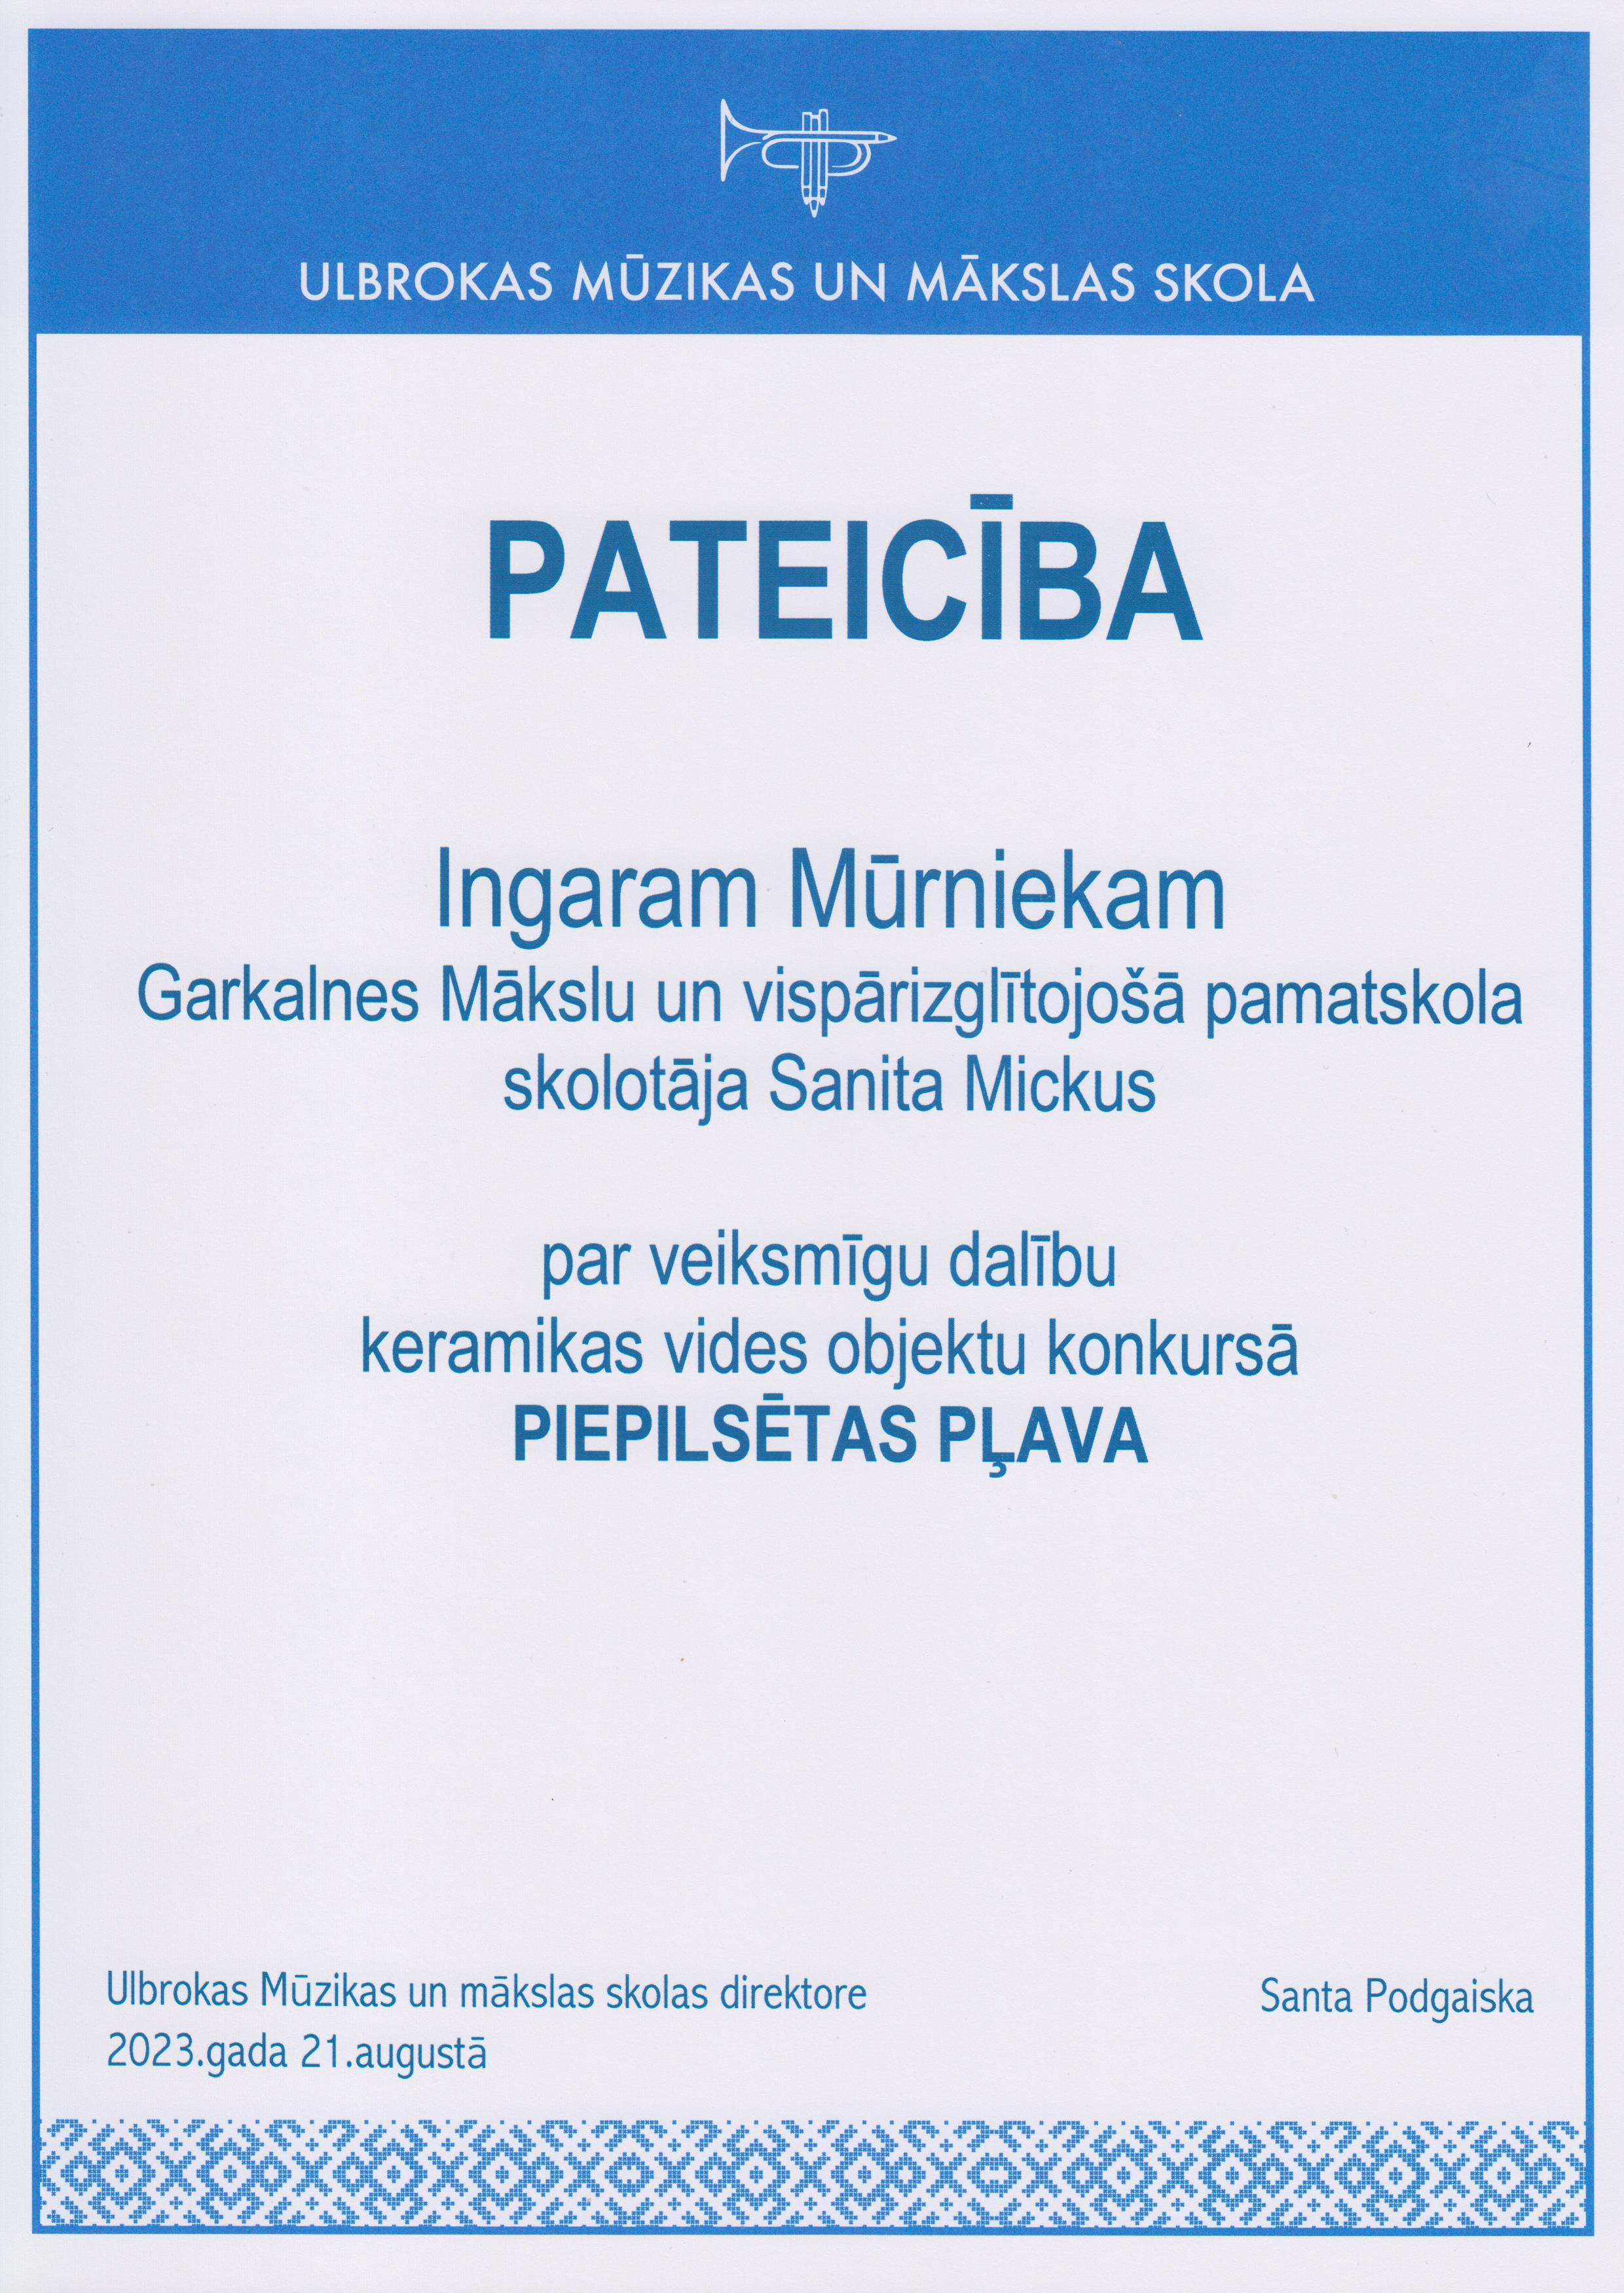 ULBROKAS MŪZIKAS UN MĀKSLAS SKOLA
PATEICĪBA
Ingaram Mūrniekam
Garkalnes Mākslu un vispārizglītojošā pamatskola
skolotāja Sanita Mickus
par veiksmīgu dalību
keramikas vides objektu konkursā
PIEPILSĒTAS PĻAVA
Ulbrokas Mūzikas un mākslas skolas direktore
Santa Podgaiska
2023.gada 21.augustā